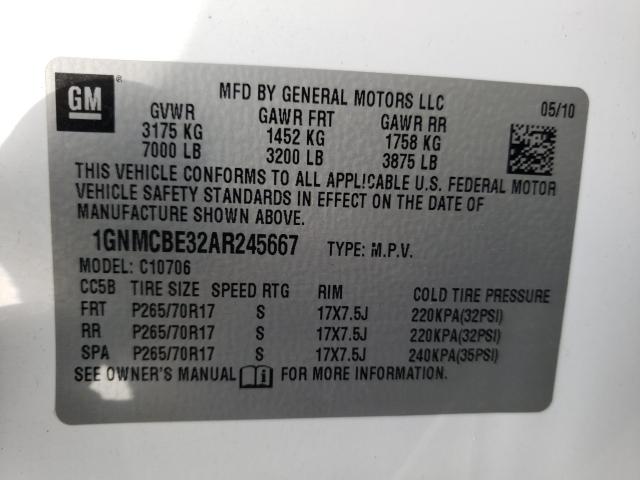 GM ®
MFD BY GENERAL MOTORS LLC 05/10
GVWR GAWR FRT GAWR RR
3175 KG 1452 KG 1758 KG
7000 LB 3200 LB 3875 LB
THIS VEHICLE CONFORMS TO ALL APPLICABLE U.S. FEDERAL MOTOR
VEHICLE SAFETY STANDARDS IN EFFECT ON THE DATE OF
MANUFACTURE SHOWN ABOVE.
1GNMCBE32AR245667 TYPE: M.P.V.
MODEL: C10706
CC5B TIRE SIZE SPEED RTG RIM COLD TIRE PRESSURE
FRT P265/70R17 S 17X7.5J 220KPA(32PSI)
RR P265/70R17 S 17X7.5J 220KPA(32PSI)
SPA P265/70R17 S 17X7.5J 240KPA(35PSI)
SEE OWNER'S MANUAL i FOR MORE INFORMATION.